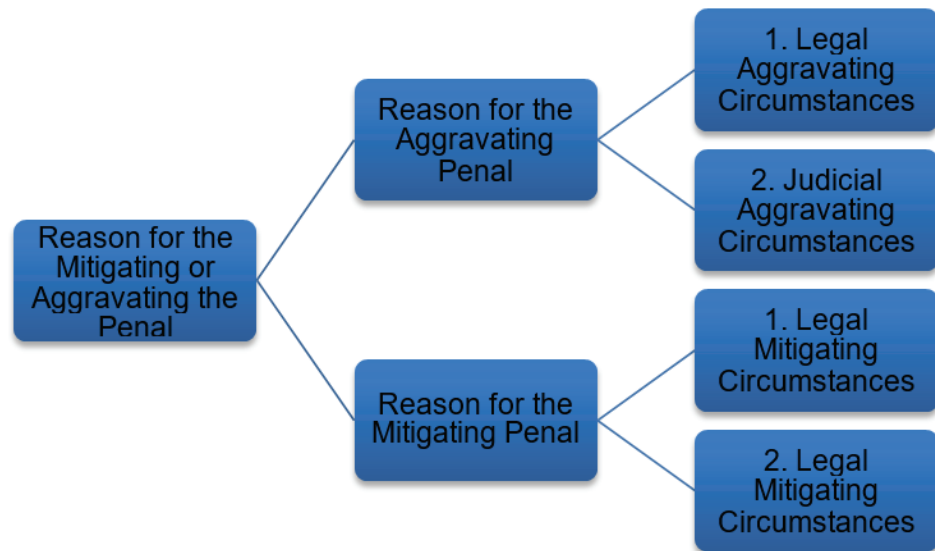 Reason for the
Mitigating or
Aggravating the
Penal
Reason for the
Aggravating
Penal
1. Legal
Aggravating
Circumstances
2. Judicial
Aggravating
Circumstances
Reason for the
Mitigating Penal
1. Legal
Mitigating
Circumstances
2. Legal
Mitigating
Circumstances